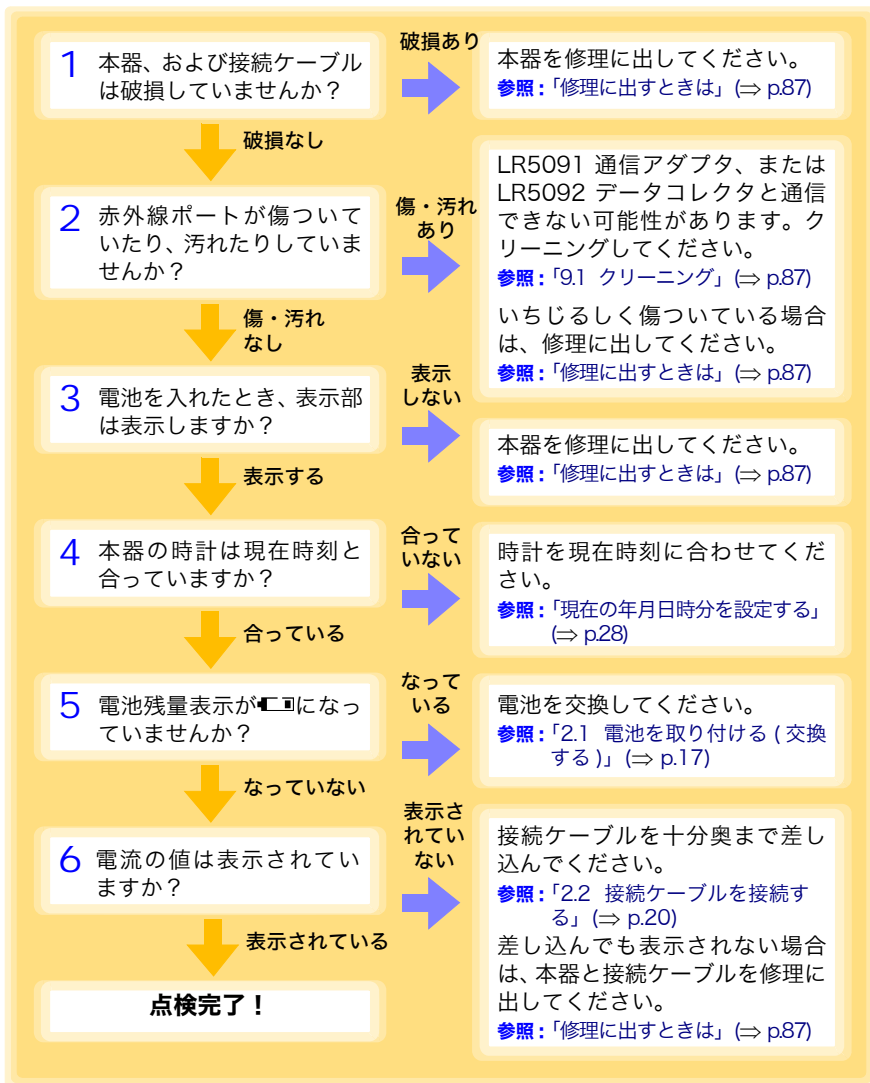 1 本器、および接続ケーブル
は破損していませんか？
破損あり
本器を修理に出してください。
参照：「修理に出すときは」(⇒ p.87)
破損なし
2 赤外線ポートが傷ついて
いたり、汚れたりしていま
せんか？
傷・汚れ
あり
LR5091 通信アダプタ、または
LR5092 データコレクタと通信
できない可能性があります。ク
リーニングしてください。
参照：「9.1 クリーニング」(⇒ p.87)
いちじるしく傷ついている場合
は、修理に出してください。
参照：「修理に出すときは」(⇒ p.87)
傷・汚れ
なし
3 電池を入れたとき、表示部
は表示しますか？
表示
しない
本器を修理に出してください。
参照：「修理に出すときは」(⇒ p.87)
表示する
4 本器の時計は現在時刻と
合っていますか？
合って
いない
時計を現在時刻に合わせてくだ
さい。
参照：「現在の年月日時分を設定する」
(⇒ p.28)
合っている
5 電池残量表示がになっ
ていませんか？
なって
いる
電池を交換してください。
参照：「2.1 電池を取り付ける ( 交換
する )」(⇒ p.17)
なっていない
6 電流の値は表示されてい
ますか？
表示さ
れてい
ない
接続ケーブルを十分奥まで差し
込んでください。
参照：「2.2 接続ケーブルを接続す
る」(⇒ p.20)
差し込んでも表示されない場合
は、本器と接続ケーブルを修理に
出してください。
参照：「修理に出すときは」(⇒ p.87)
表示されている
点検完了！